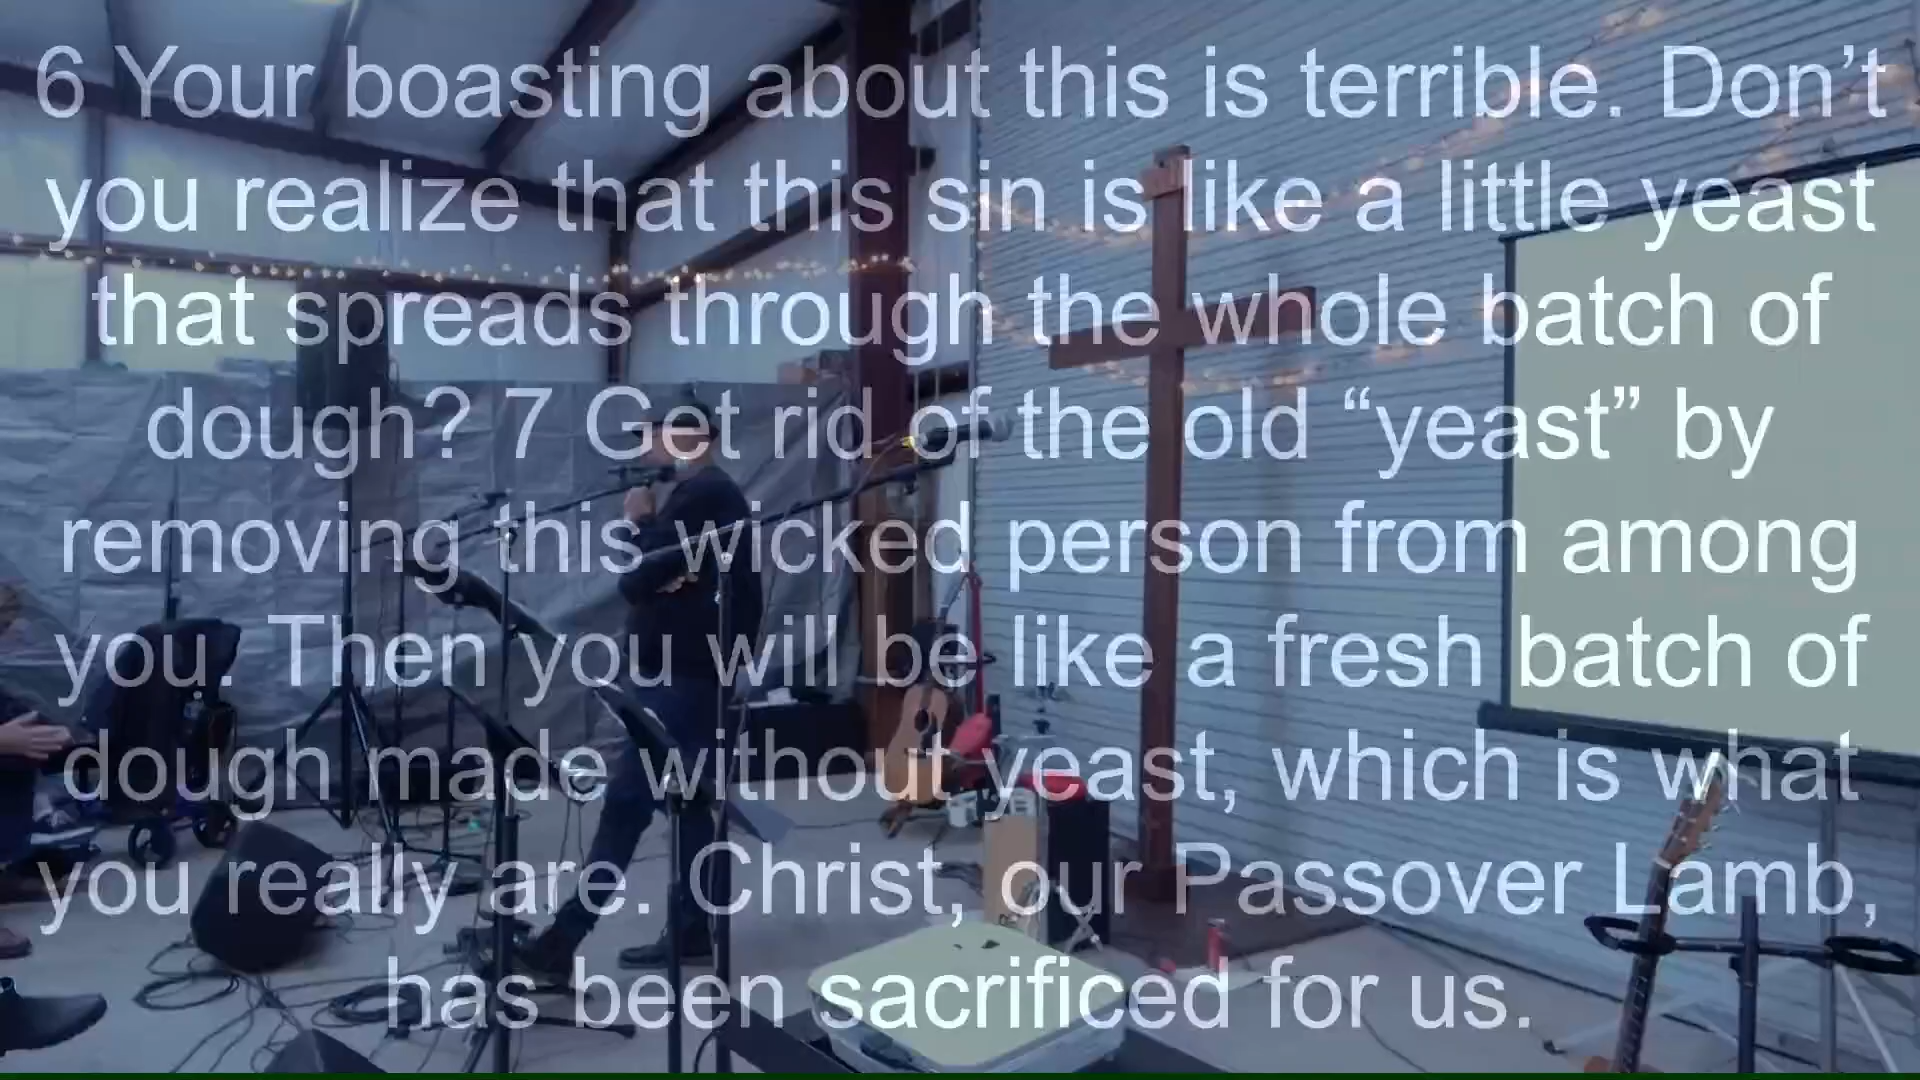 6 Your boasting about this is terrible. Don’t
you realize that this sin is like a little yeast
that spreads through the whole batch of
dough? 7 Get rid of the old “yeast” by
removing this wicked person from among
you. Then you will be like a fresh batch of
dough made without yeast, which is what
you really are. Christ, our Passover Lamb,
has been sacrificed for us.